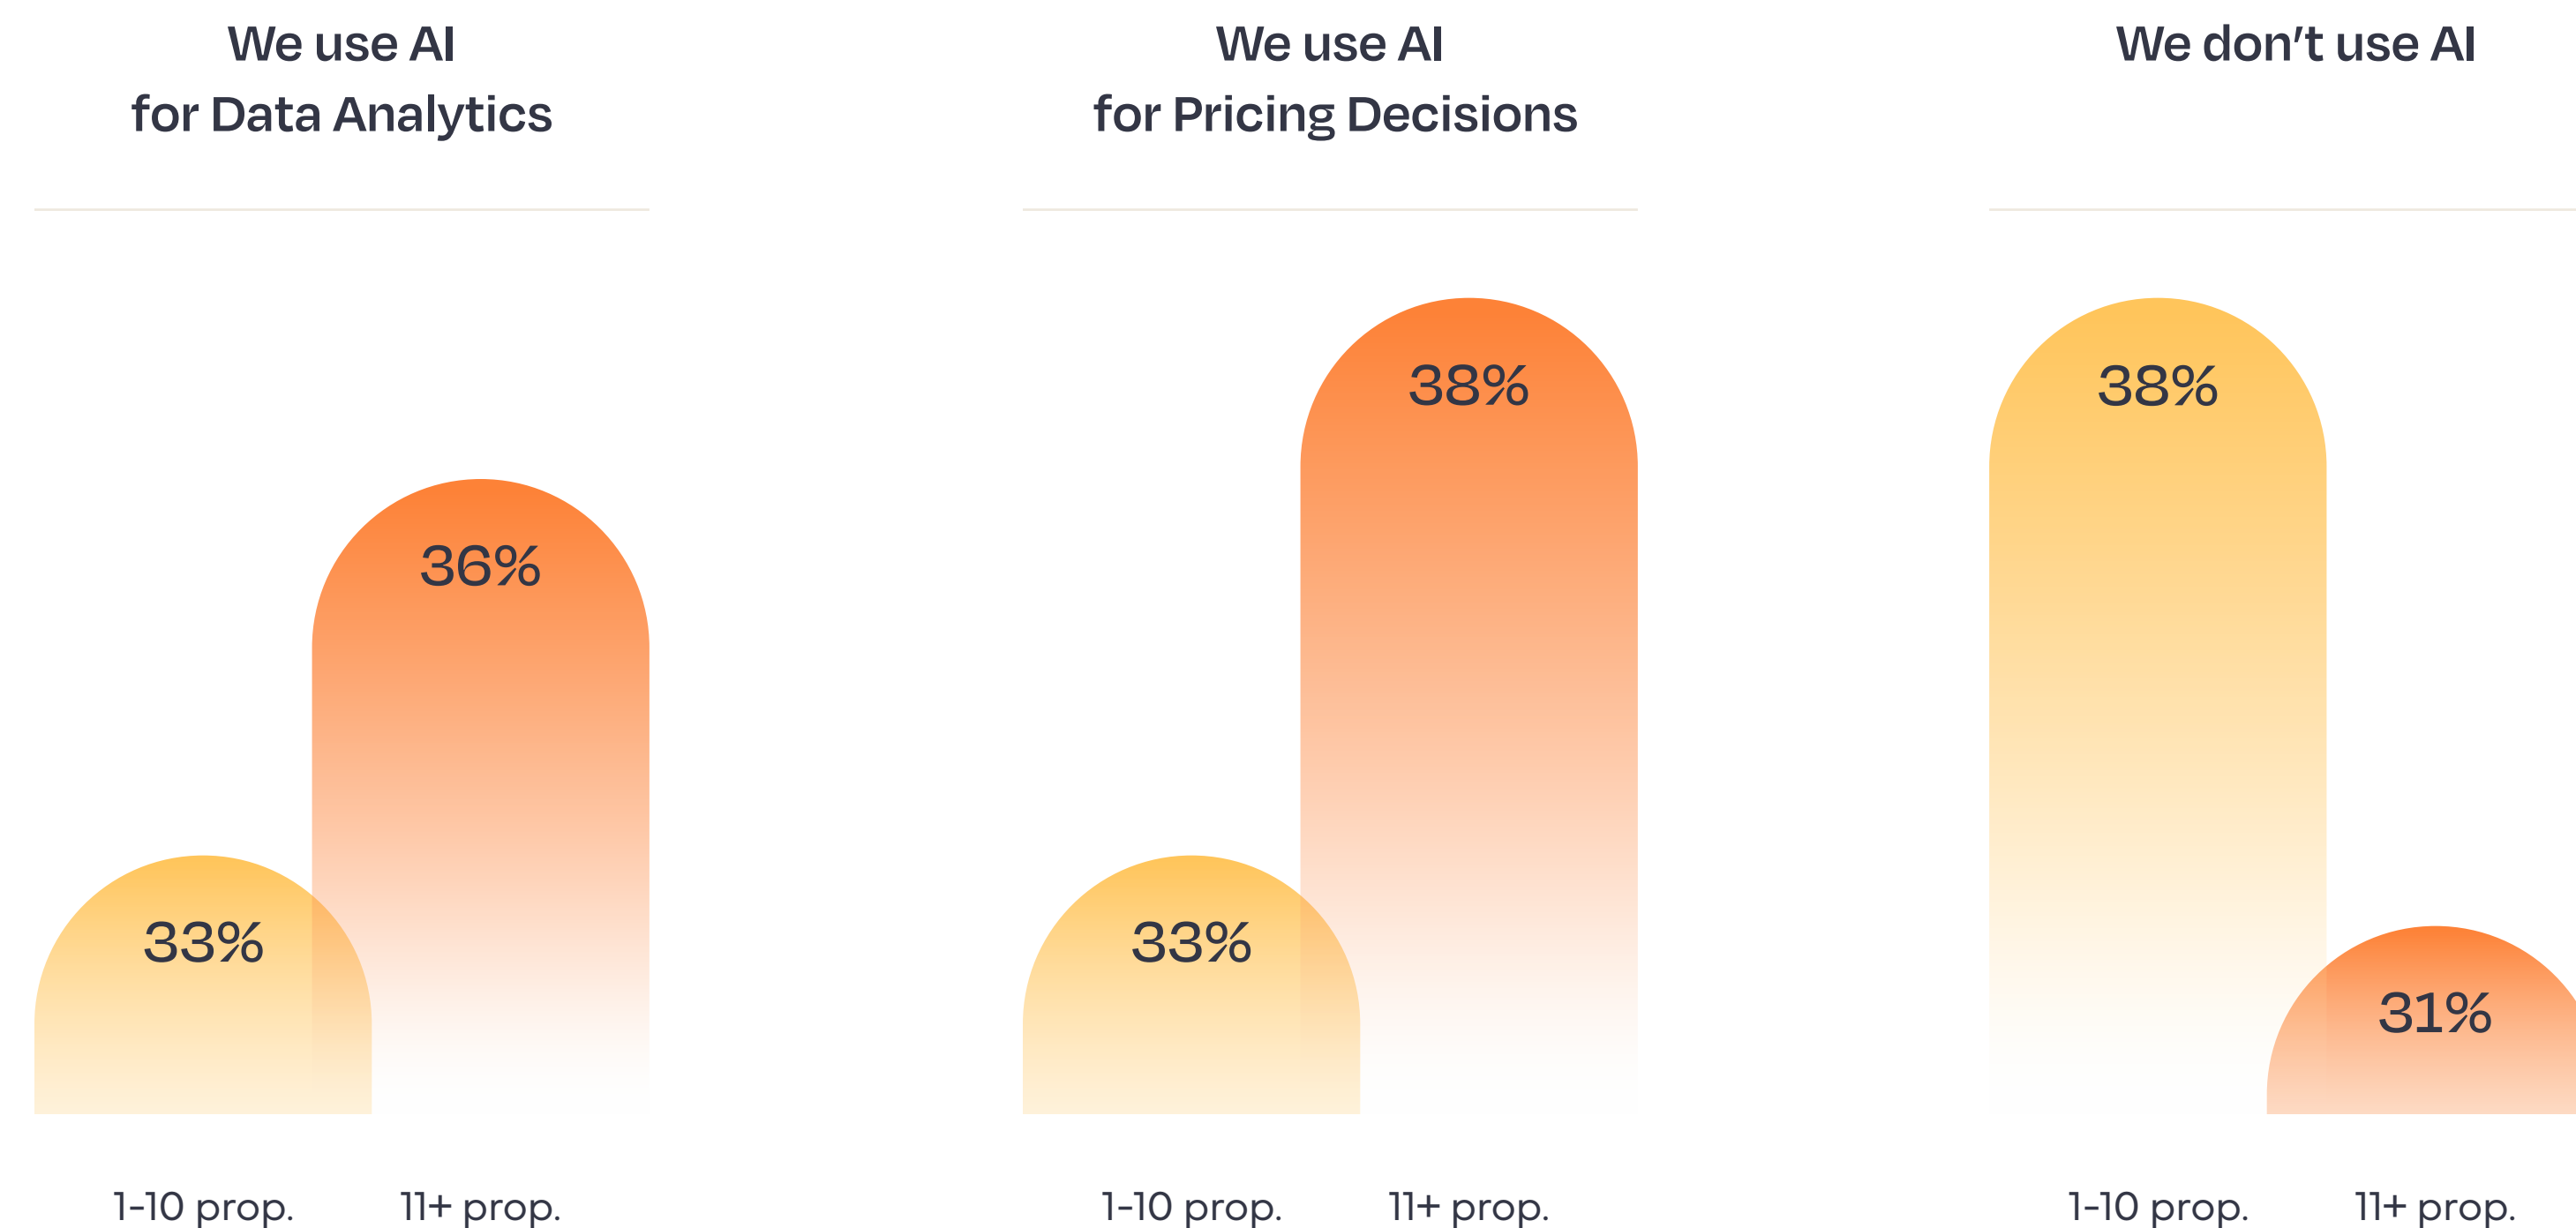 We use AI
for Data Analytics
36%
33%
1-10 prop.
11+ prop.
We use AI
for Pricing Decisions
38%
33%
1-10 prop.
11+ prop.
We don’t use AI
38%
31%
1-10 prop.
11+ prop.